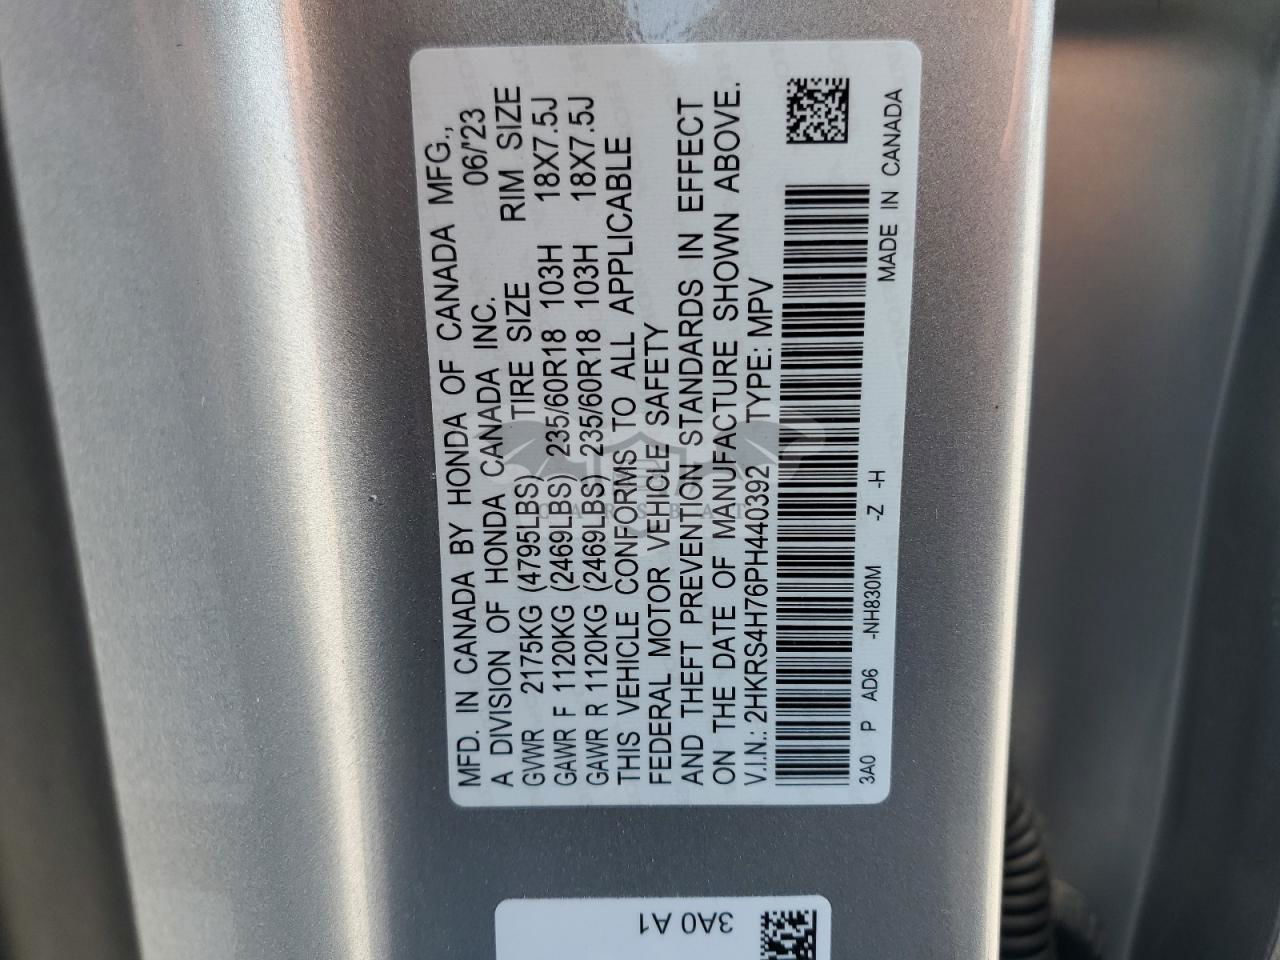 MFD. IN CANADA BY HONDA OF CANADA MFG.,
A DIVISION OF HONDA CANADA INC. 06/'23
GVWR 2175KG (4795LBS) TIRE SIZE RIM SIZE
GAWR F 1120KG (2469LBS) 235/60R18 103H 18X7.5J
GAWR R 1120KG (2469LBS) 235/60R18 103H 18X7.5J
THIS VEHICLE CONFORMS TO ALL APPLICABLE
FEDERAL MOTOR VEHICLE SAFETY
AND THEFT PREVENTION STANDARDS IN EFFECT
ON THE DATE OF MANUFACTURE SHOWN ABOVE.
V.I.N.: 2HKRS4H76PH440392 TYPE: MPV
3A0 P AD6 -NH830M -Z -H MADE IN CANADA
CARSBAT
3A0 A1